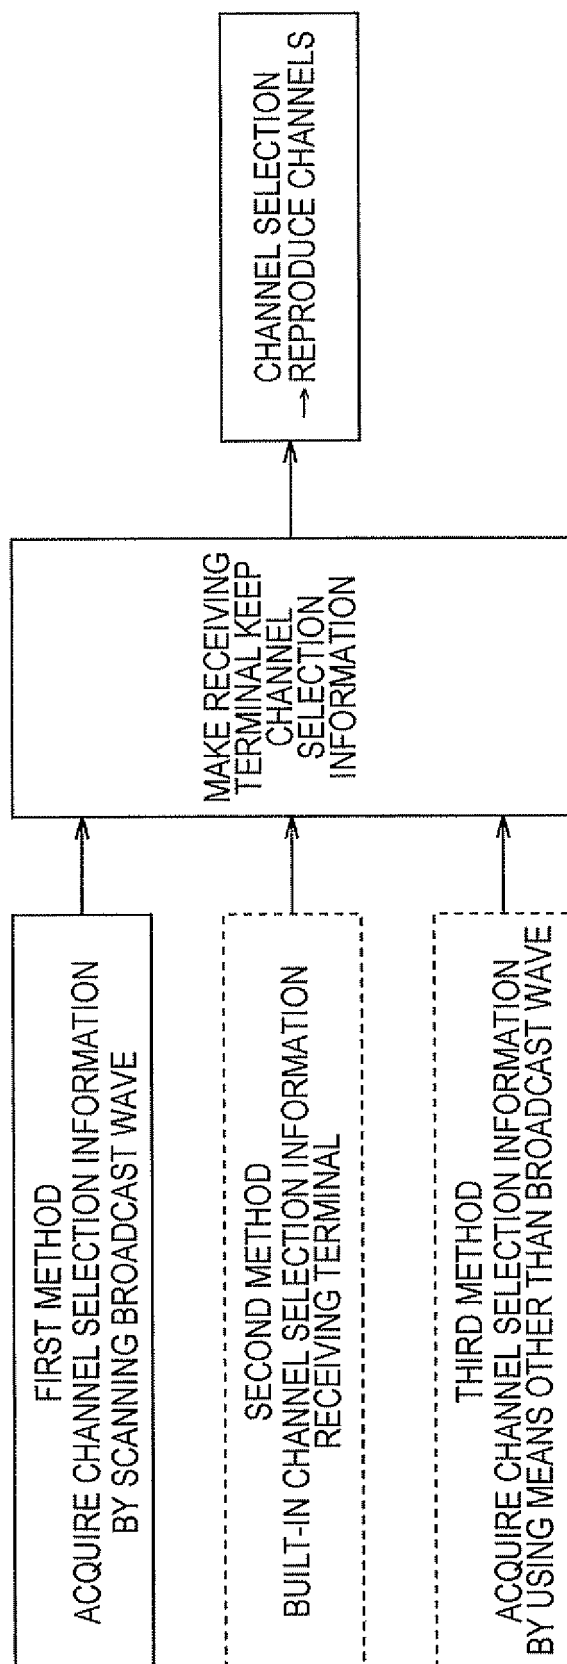 FIRST METHOD
ACQUIRE CHANNEL SELECTION INFORMATION
BY SCANNING BROADCAST WAVE
SECOND METHOD
BUILT-IN CHANNEL SELECTION INFORMATION
RECEIVING TERMINAL
THIRD METHOD
ACQUIRE CHANNEL SELECTION INFORMATION
BY USING MEANS OTHER THAN BROADCAST WAVE
MAKE RECEIVING
TERMINAL KEEP
CHANNEL
SELECTION
INFORMATION
CHANNEL SELECTION
→REPRODUCE CHANNELS